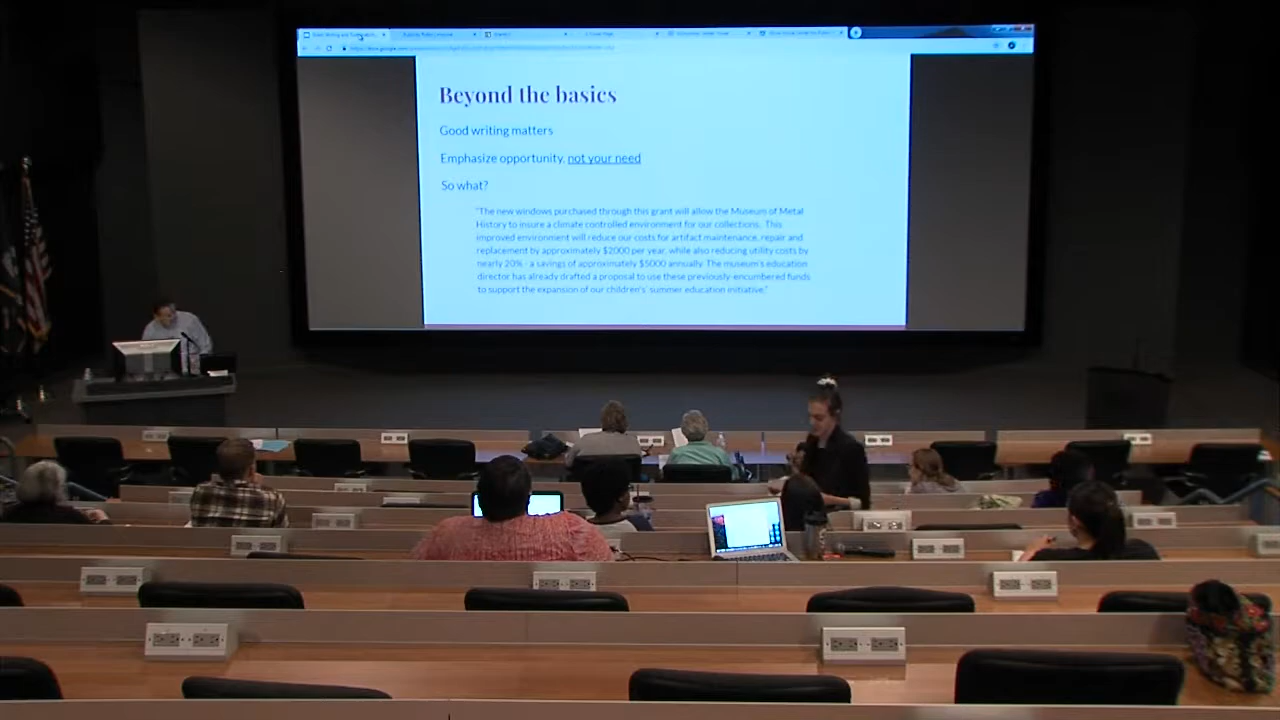 Beyond the basics
Good writing matters
Emphasize opportunity, not your need
So what?
"The new windows purchased through this grant will allow the Museum of Metal
History to insure a climate controlled environment for our collections. This
improved environment will reduce our costs for artifact maintenance, repair and
replacement by approximately $2000 per year, while also reducing utility costs by
nearly 20% - a savings of approximately $5000 annually. The museum's education
director has already drafted a proposal to use these previously-encumbered funds
to support the expansion of our children's' summer education initiative."